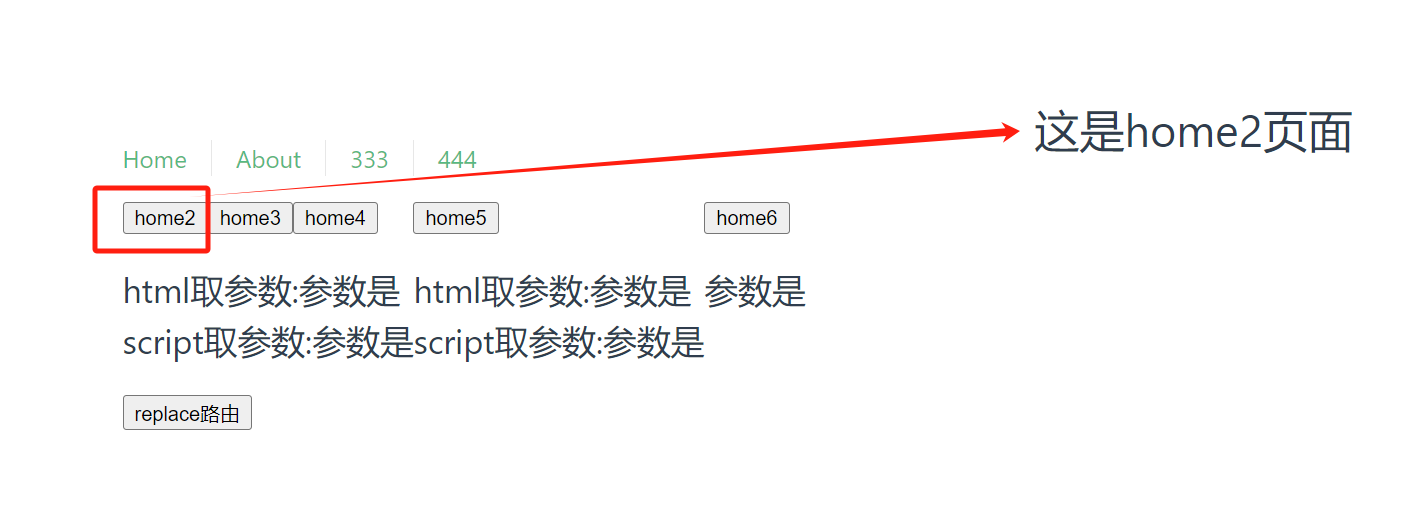 这是home2页面
Home About 333 444
home2 home3 home4 home5 home6
html取参数:参数是 html取参数:参数是 参数是
script取参数:参数是script取参数:参数是
replace路由